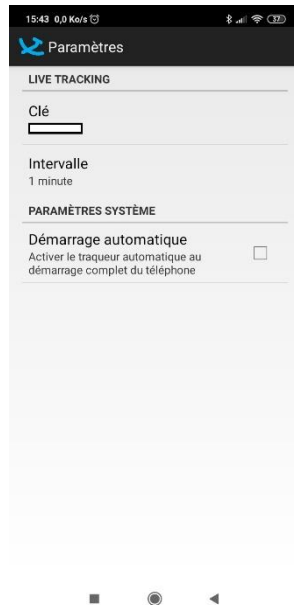 15:43 0,0 Ko/s
37
Paramètres
LIVE TRACKING
Clé
Intervalle
1 minute
PARAMÈTRES SYSTÈME
Démarrage automatique
Activer le traqueur automatique au
démarrage complet du téléphone